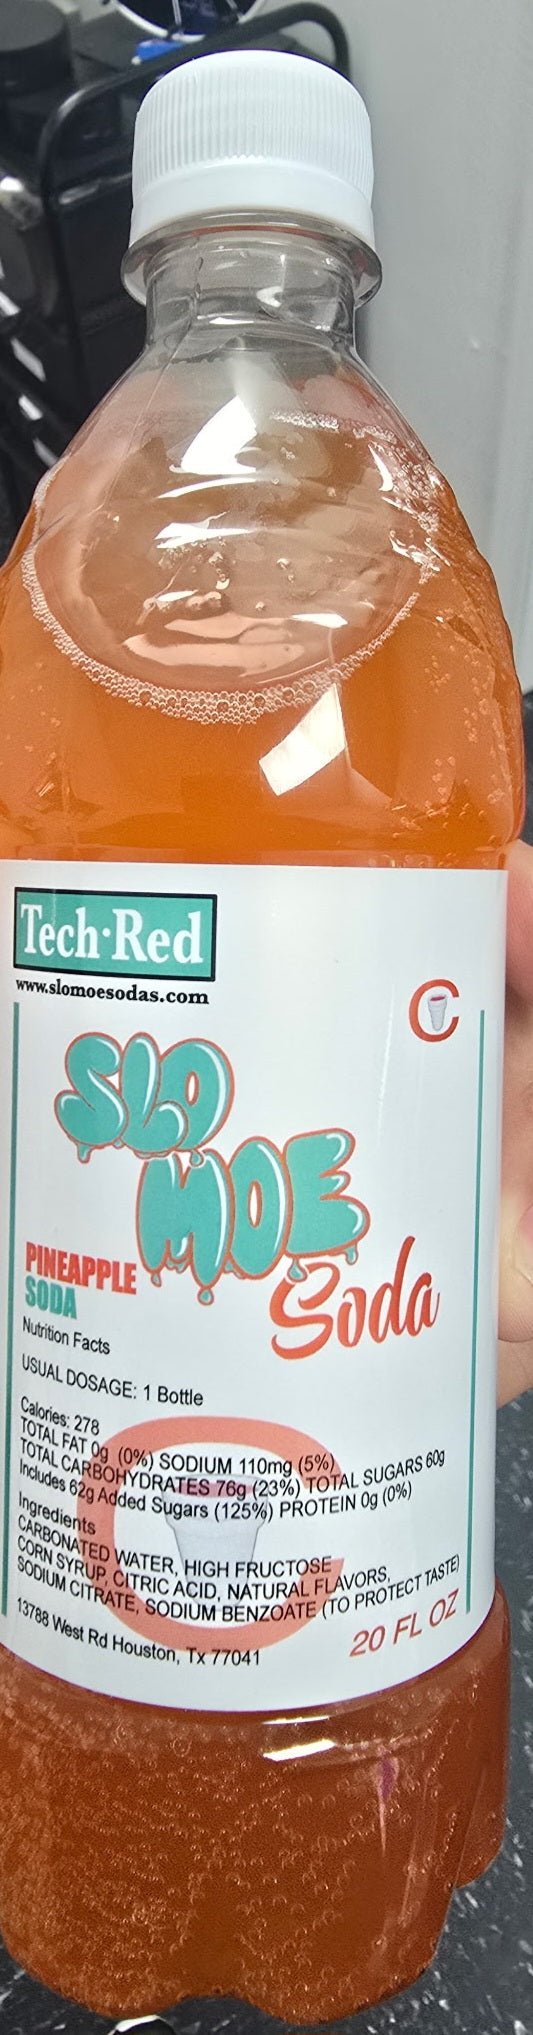 Tech·Red
www.slomoesodas.com
C
SLO
MOE
Soda
PINEAPPLE
SODA
Nutrition Facts
USUAL DOSAGE: 1 Bottle
Calories: 278
TOTAL FAT 0g (0%) SODIUM 110mg (5%)
TOTAL CARBOHYDRATES 76g (23%) TOTAL SUGARS 60g
Includes 62g Added Sugars (125%) PROTEIN 0g (0%)
Ingredients
CARBONATED WATER, HIGH FRUCTOSE
CORN SYRUP, CITRIC ACID, NATURAL FLAVORS,
SODIUM CITRATE, SODIUM BENZOATE (TO PROTECT TASTE)
13788 West Rd Houston, Tx 77041
20 FL OZ
C